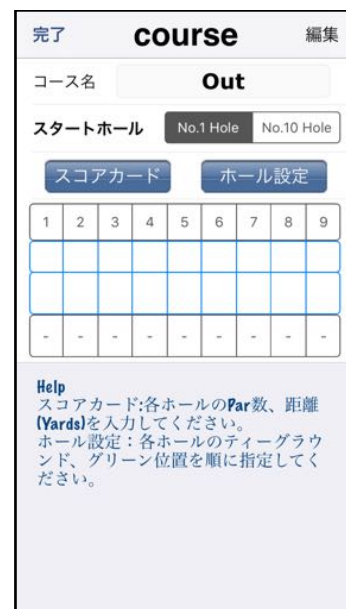 完了 course 編集
コース名 Out
スタートホール No.1 Hole No.10 Hole
スコアカード ホール設定
1 2 3 4 5 6 7 8 9
- - - - - - - - -
Help
スコアカード:各ホールのPar数、距離
(Yards)を入力してください。
ホール設定：各ホールのティーグラウ
ンド、グリーン位置を順に指定してく
ださい。